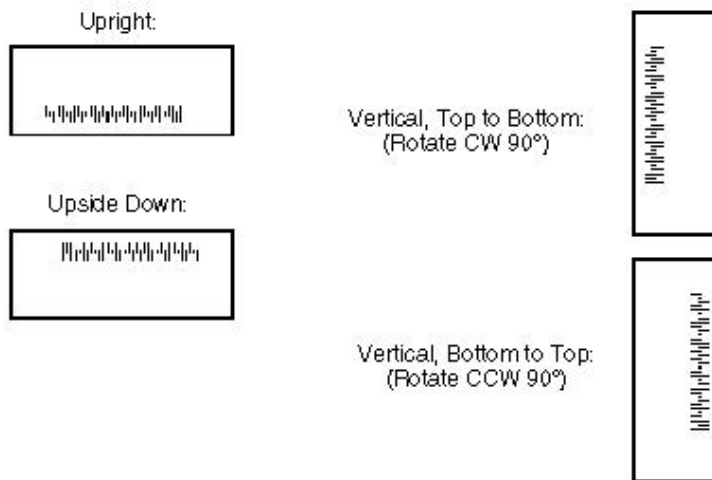 Upright:
Vertical, Top to Bottom:
(Rotate CW 90°)
Upside Down:
Vertical, Bottom to Top:
(Rotate CCW 90°)